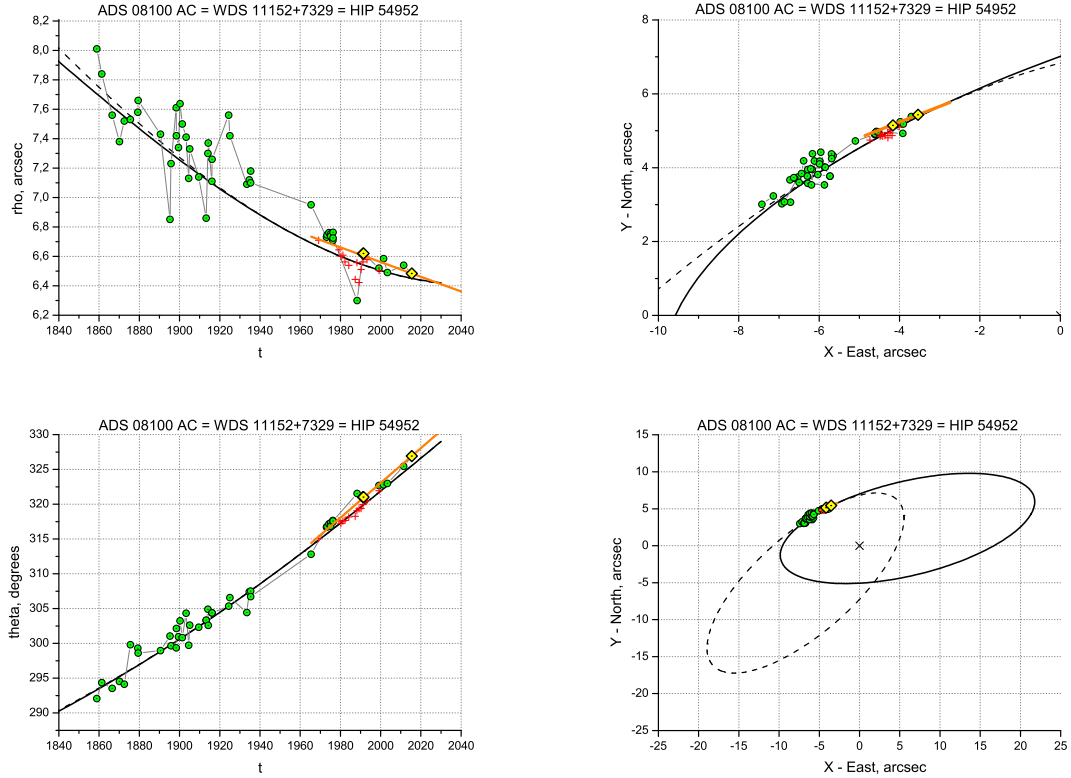 ADS 08100 AC = WDS 11152+7329 = HIP 54952
8,2
8,0
7,8
7,6
7,4
7,2
7,0
6,8
6,6
6,4
6,2
rho, arcsec
1840 1860 1880 1900 1920 1940 1960 1980 2000 2020 2040
t
ADS 08100 AC = WDS 11152+7329 = HIP 54952
8
6
4
2
0
Y - North, arcsec
-10 -8 -6 -4 -2 0
X - East, arcsec
ADS 08100 AC = WDS 11152+7329 = HIP 54952
330
325
320
315
310
305
300
295
290
theta, degrees
1840 1860 1880 1900 1920 1940 1960 1980 2000 2020 2040
t
ADS 08100 AC = WDS 11152+7329 = HIP 54952
15
10
5
0
-5
-10
-15
-20
-25
Y - North, arcsec
-25 -20 -15 -10 -5 0 5 10 15 20 25
X - East, arcsec